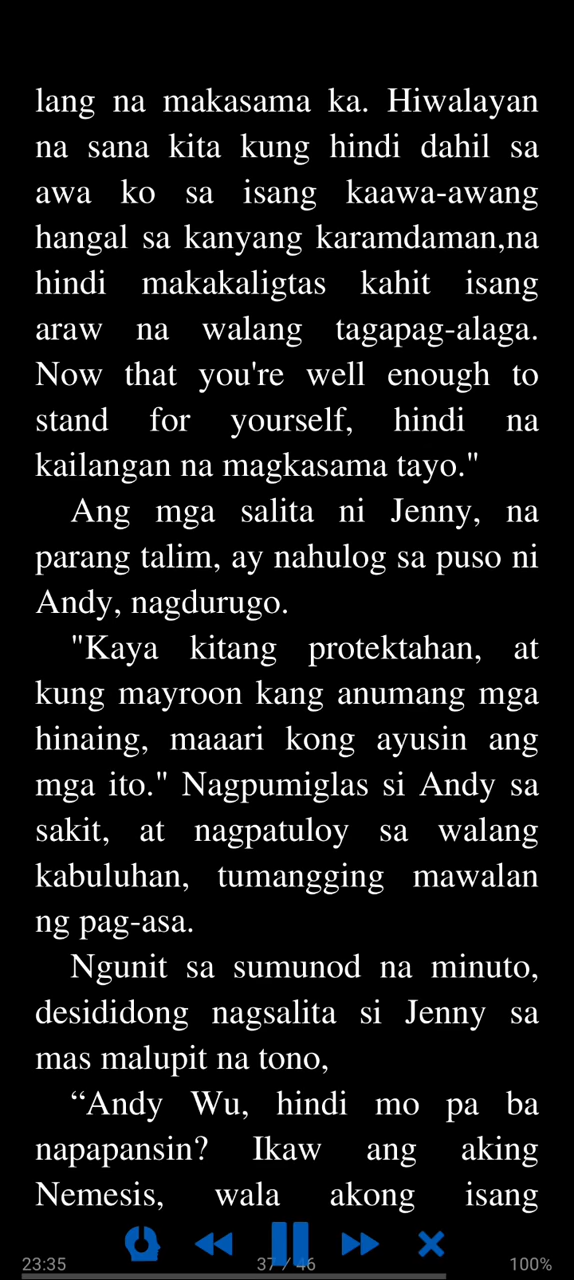 lang na makasama ka. Hiwalayan
na sana kita kung hindi dahil sa
awa ko sa isang kaawa-awang
hangal sa kanyang karamdaman,na
hindi makakaligtas kahit isang
araw na walang tagapag-alaga.
Now that you're well enough to
stand for yourself, hindi na
kailangan na magkasama tayo."
Ang mga salita ni Jenny, na
parang talim, ay nahulog sa puso ni
Andy, nagdurugo.
"Kaya kitang protektahan, at
kung mayroon kang anumang mga
hinaing, maaari kong ayusin ang
mga ito." Nagpumiglas si Andy sa
sakit, at nagpatuloy sa walang
kabuluhan, tumangging mawalan
ng pag-asa.
Ngunit sa sumunod na minuto,
desididong nagsalita si Jenny sa
mas malupit na tono,
“Andy Wu, hindi mo pa ba
napapansin? Ikaw ang aking
Nemesis, wala akong isang
23:35 37 / 46 100%